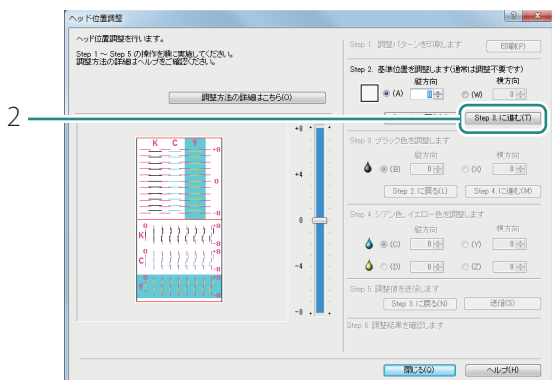 ヘッド位置調整
ヘッド位置調整を行います。
Step 1 ～ Step 5 の操作を順に実施してください。
調整方法の詳細はヘルプをご確認ください。
調整方法の詳細はこちら(O)
K C Y
+8
0
-8
0 +8
K
0 +8
C
0 +8
Y
+8
+4
0
-4
-8
Step 1. 調整パターンを印刷します
印刷(P)
Step 2. 基準位置を調整します(通常は調整不要です)
縦方向 横方向
(A) 0 (W) 0
2
Step 3.に進む(T)
Step 3. ブラック色を調整します
縦方向 横方向
(B) 0 (X) 0
Step 2.に戻る(L) Step 4.に進む(M)
Step 4. シアン色、イエロー色を調整します
縦方向 横方向
(C) 0 (Y) 0
(D) 0 (Z) 0
Step 5. 調整値を送信します
Step 3.に戻る(N) 送信(S)
Step 6. 調整結果を確認します
閉じる(Q) ヘルプ(H)